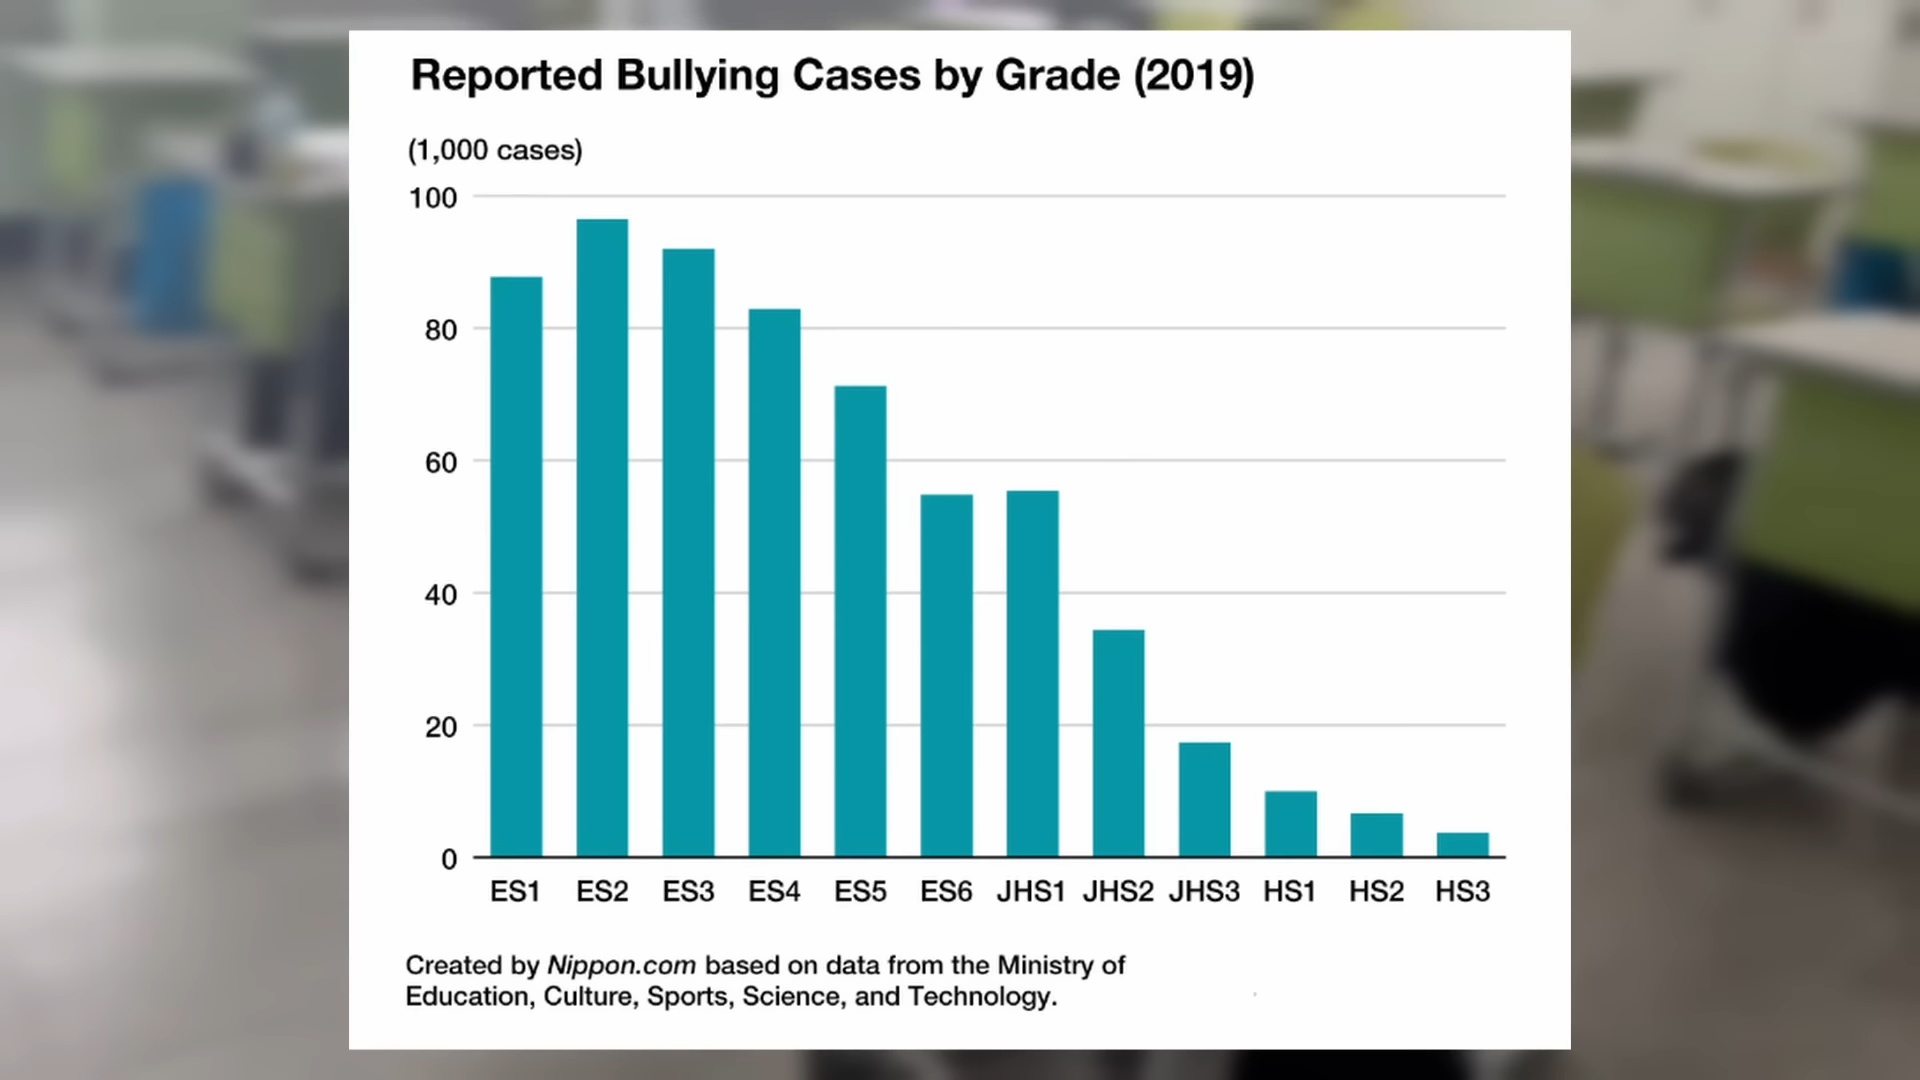 Reported Bullying Cases by Grade (2019)
(1,000 cases)
100
80
60
40
20
0
ES1 ES2 ES3 ES4 ES5 ES6 JHS1 JHS2 JHS3 HS1 HS2 HS3
Created by Nippon.com based on data from the Ministry of
Education, Culture, Sports, Science, and Technology.